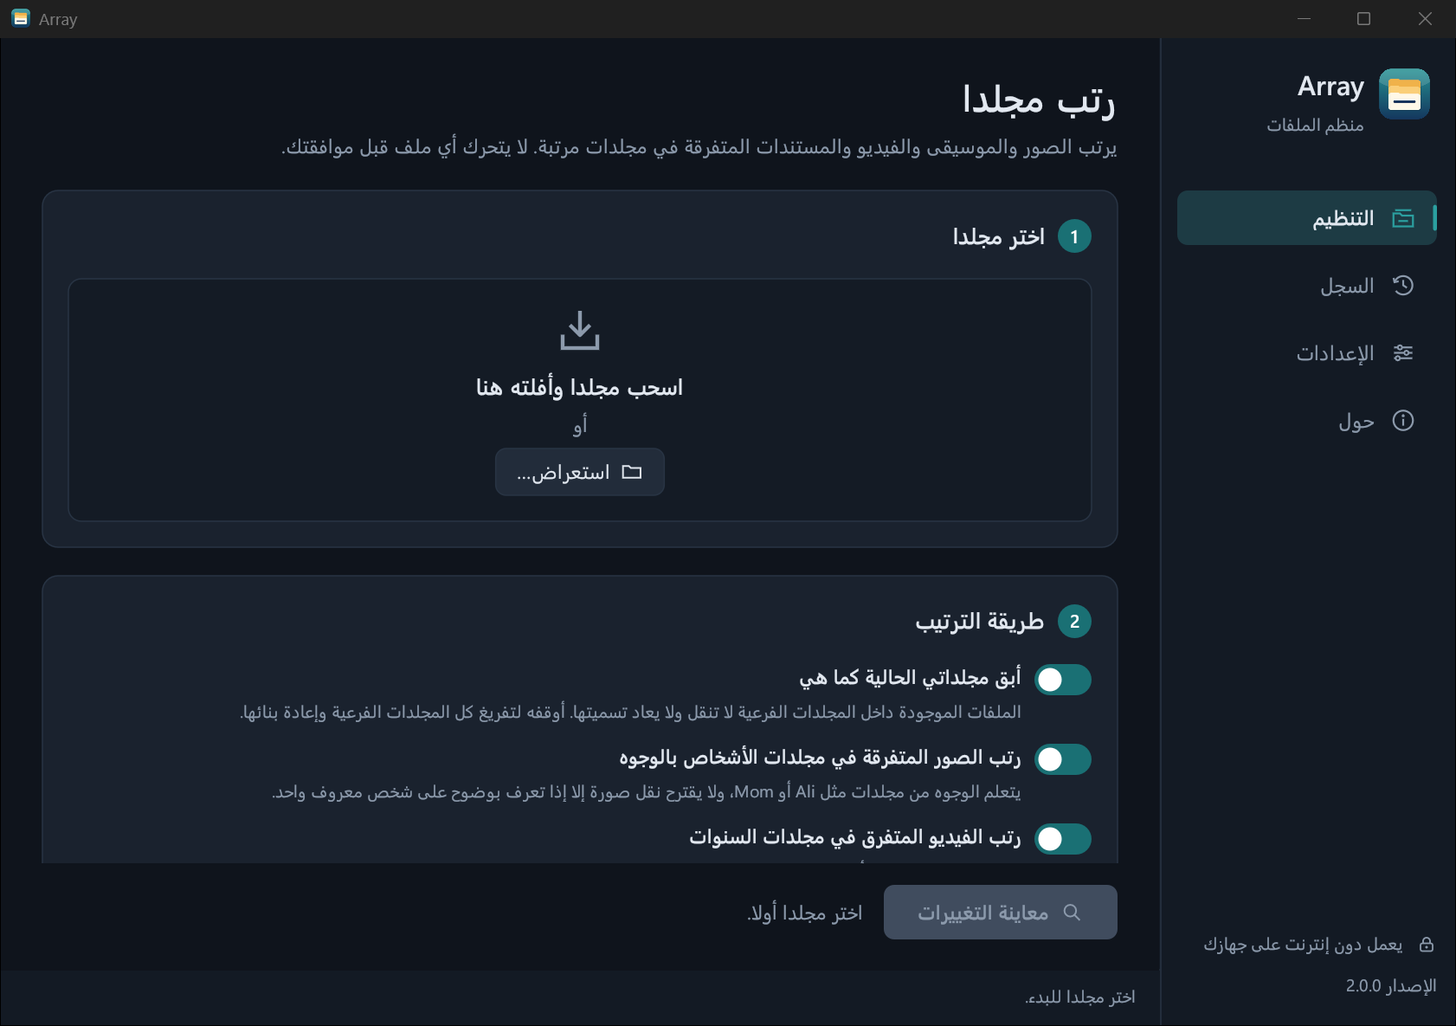 Array
Array
منظم الملفات
التنظيم
السجل
الإعدادات
حول
يعمل دون إنترنت على جهازك
الإصدار 2.0.0
رتب مجلدا
يرتب الصور والموسيقى والفيديو والمستندات المتفرقة في مجلدات مرتبة. لا يتحرك أي ملف قبل موافقتك.
1 اختر مجلدا
اسحب مجلدا وأفلته هنا
أو
استعراض...
2 طريقة الترتيب
أبق مجلداتي الحالية كما هي
الملفات الموجودة داخل المجلدات الفرعية لا تنقل ولا يعاد تسميتها. أوقفه لتفريغ كل المجلدات الفرعية وإعادة بنائها.
رتب الصور المتفرقة في مجلدات الأشخاص بالوجوه
يتعلم الوجوه من مجلدات مثل Ali أو Mom، ولا يقترح نقل صورة إلا إذا تعرف بوضوح على شخص معروف واحد.
رتب الفيديو المتفرق في مجلدات السنوات
معاينة التغييرات
اختر مجلدا أولا.
اختر مجلدا للبدء.